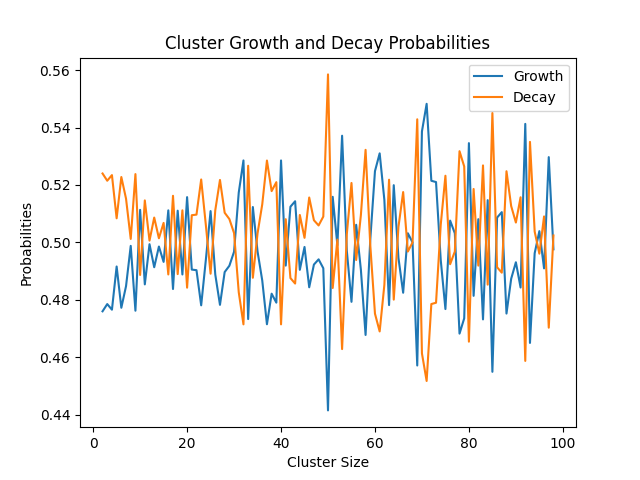 Cluster Growth and Decay Probabilities
Growth
Decay
0.56
0.54
0.52
0.50
0.48
0.46
0.44
Probabilities
0
20
40
60
80
100
Cluster Size